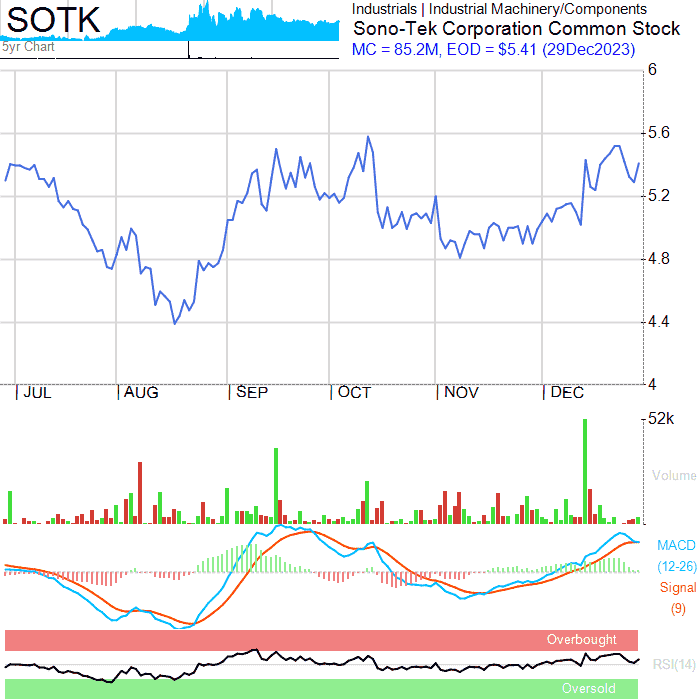 SOTK
5yr Chart
Industrials | Industrial Machinery/Components
Sono-Tek Corporation Common Stock
MC = 85.2M, EOD = $5.41 (29Dec2023)
6
5.6
5.2
4.8
4.4
4
| JUL | AUG | SEP | OCT | NOV | DEC
52k
Volume
MACD
(12-26)
Signal
(9)
Overbought
RSI(14)
Oversold